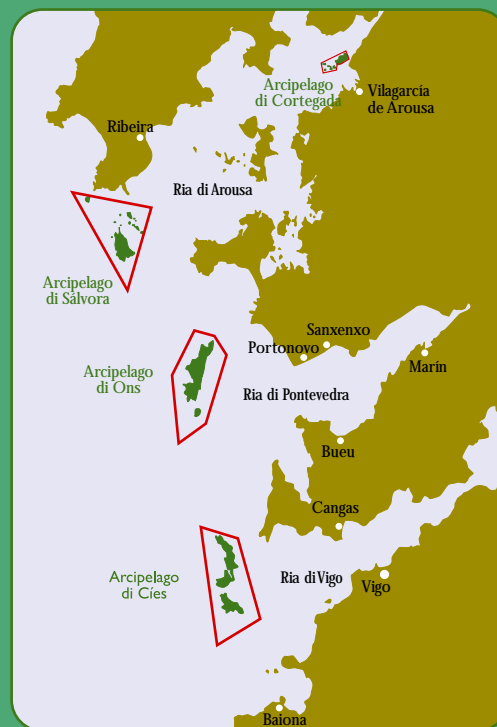 Arcipelago
di Cortegada
Vilagarcía
de Arousa
Ribeira
Ria di Arousa
Arcipelago
di Sálvora
Sanxenxo
Portonovo
Marín
Arcipelago
di Ons
Ria di Pontevedra
Bueu
Cangas
Arcipelago
di Cíes
Ria di Vigo
Vigo
Baiona